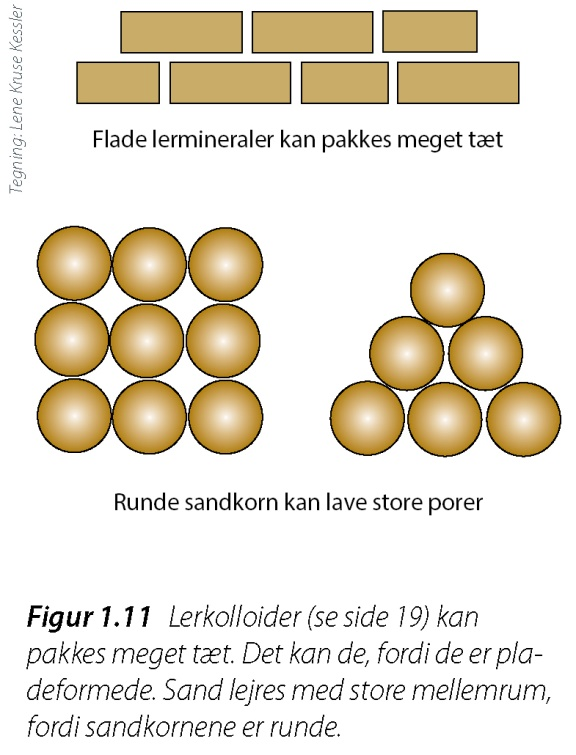 Tegning: Lene Kruse Kessler
Flade lermineraler kan pakkes meget tæt
Runde sandkorn kan lave store porer
Figur 1.11 Lerkolloider (se side 19) kan
pakkes meget tæt. Det kan de, fordi de er pla-
deformede. Sand lejres med store mellemrum,
fordi sandkornene er runde.